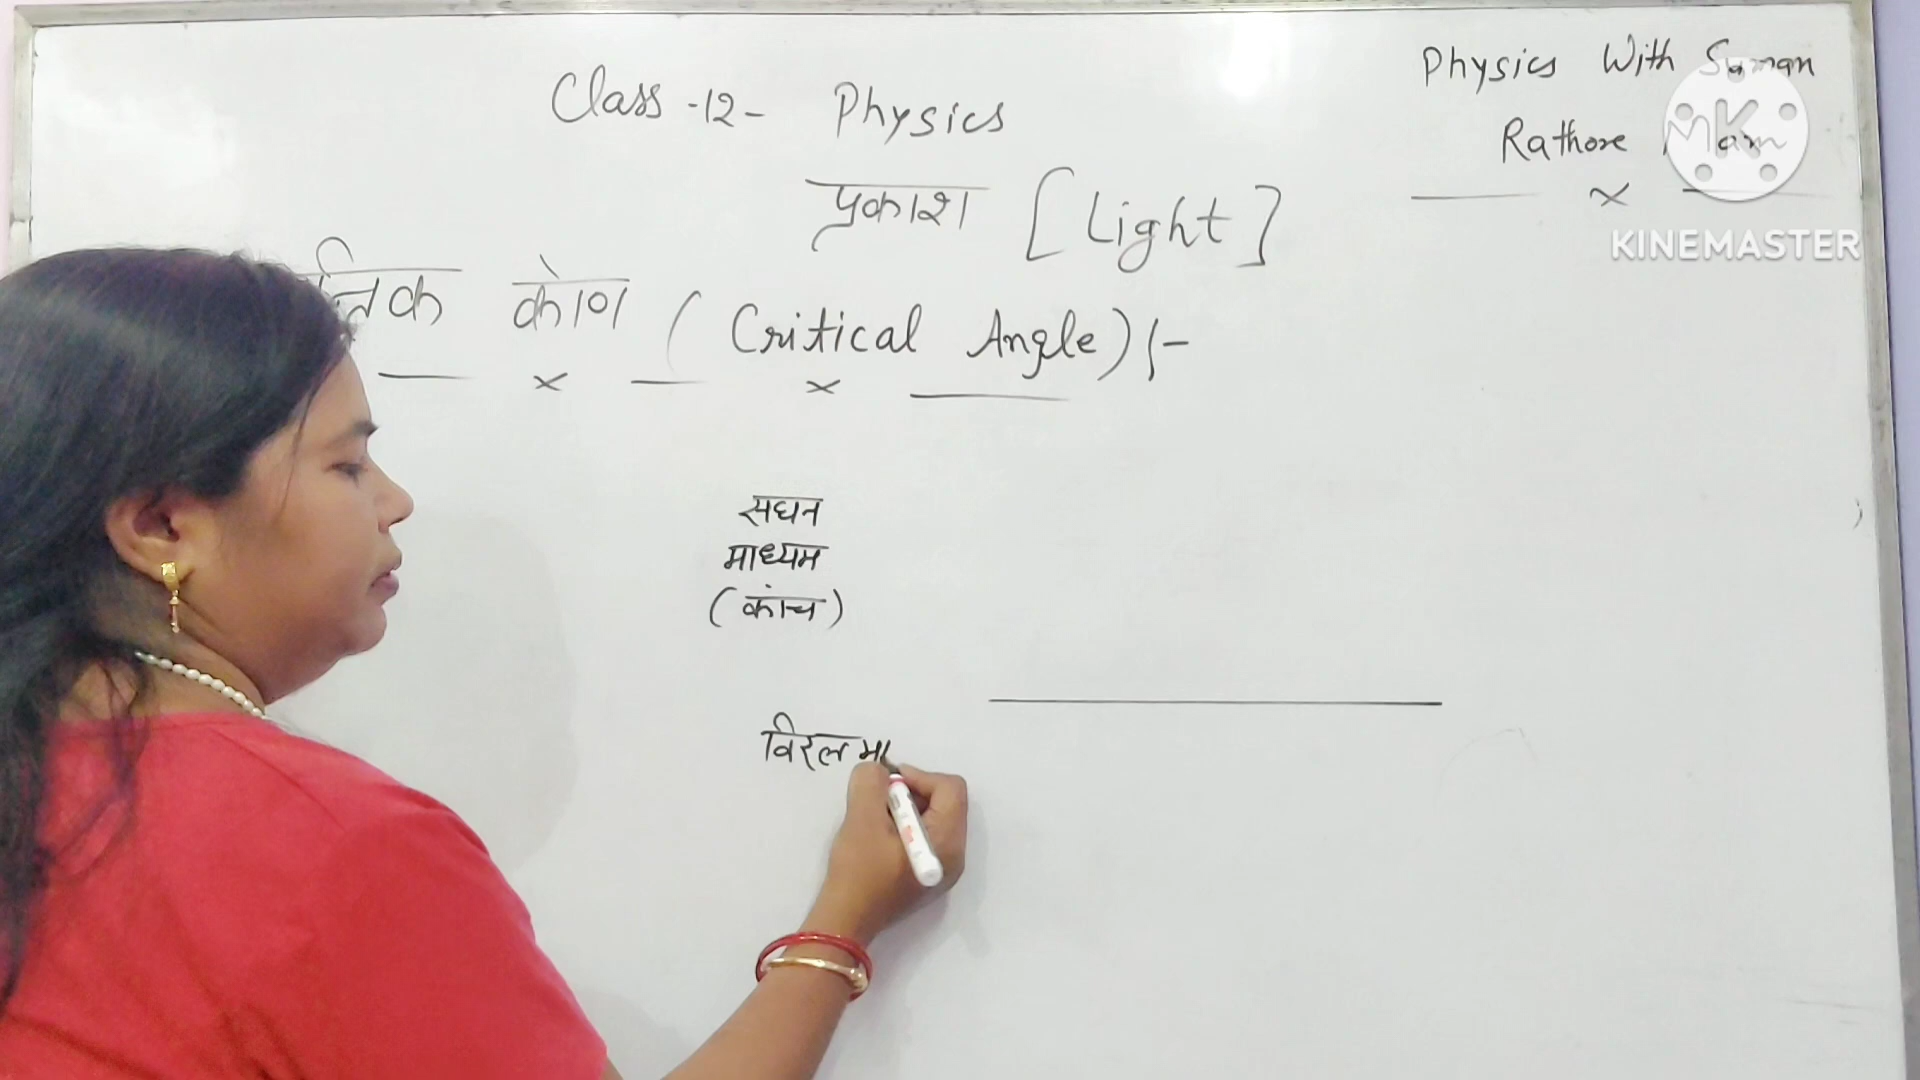 Physics With Suman
Class -12- Physics
Rathore Mam
प्रकाश [Light]
कोण (Critical Angle) :-
सघन
माध्यम
(कांच)
विरल मा
KINEMASTER